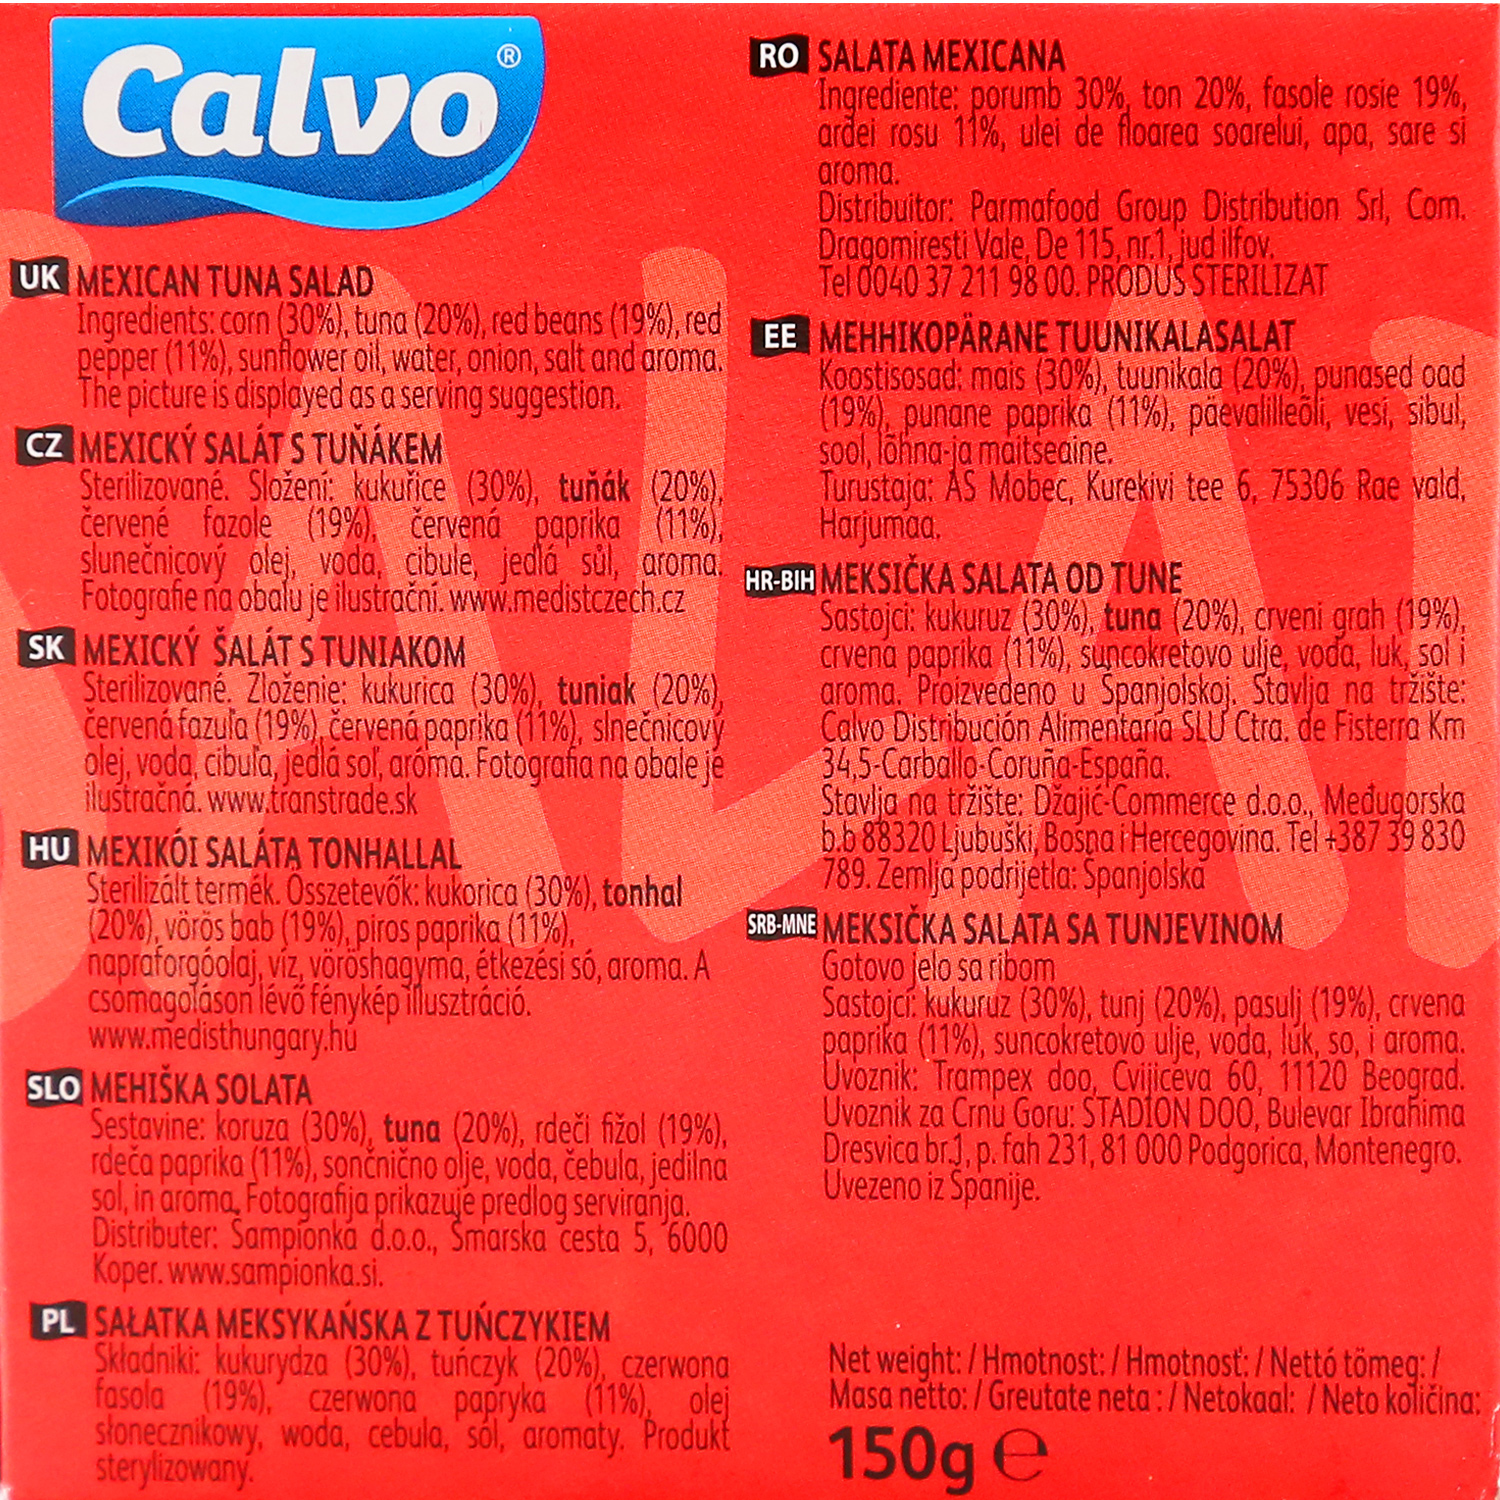 Calvo®
UK MEXICAN TUNA SALAD
Ingredients: corn (30%), tuna (20%), red beans (19%), red
pepper (11%), sunflower oil, water, onion, salt and aroma.
The picture is displayed as a serving suggestion.
CZ MEXICKÝ SALÁT S TUŇÁKEM
Sterilizované. Složení: kukuřice (30%), tuňák (20%),
červené fazole (19%), červená paprika (11%),
slunečnicový olej, voda, cibule, jedlá sůl, aroma.
Fotografie na obalu je ilustrační. www.medistczech.cz
SK MEXICKÝ ŠALÁT S TUNIAKOM
Sterilizované. Zloženie: kukurica (30%), tuniak (20%),
červená fazuľa (19%), červená paprika (11%), slnečnicový
olej, voda, cibuľa, jedlá soľ, aróma. Fotografia na obale je
ilustračná. www.transtrade.sk
HU MEXIKÓI SALÁTA TONHALLAL
Sterilizált termék. Összetevők: kukorica (30%), tonhal
(20%), vörös bab (19%), piros paprika (11%),
napraforgóolaj, víz, vöröshagyma, étkezési só, aroma. A
csomagoláson lévő fénykép illusztráció.
www.medisthungary.hu
SLO MEHIŠKA SOLATA
Sestavine: koruza (30%), tuna (20%), rdeči fižol (19%),
rdeča paprika (11%), sončnično olje, voda, čebula, jedilna
sol, in aroma. Fotografija prikazuje predlog serviranja.
Distributer: Šampionka d.o.o., Šmarska cesta 5, 6000
Koper. www.sampionka.si.
PL SAŁATKA MEKSYKAŃSKA Z TUŃCZYKIEM
Składniki: kukurydza (30%), tuńczyk (20%), czerwona
fasola (19%), czerwona papryka (11%), olej
słonecznikowy, woda, cebula, sól, aromaty. Produkt
sterylizowany.
RO SALATA MEXICANA
Ingrediente: porumb 30%, ton 20%, fasole rosie 19%,
ardei rosu 11%, ulei de floarea soarelui, apa, sare si
aroma.
Distribuitor: Parmafood Group Distribution Srl, Com.
Dragomiresti Vale, De 115, nr.1, jud ilfov.
Tel 0040 37 211 98 00. PRODUS STERILIZAT
EE MEHHIKOPÄRANE TUUNIKALASALAT
Koostisosad: mais (30%), tuunikala (20%), punased oad
(19%), punane paprika (11%), päevalilleõli, vesi, sibul,
sool, lõhna-ja maitseaine.
Turustaja: AS Mobec, Kurekivi tee 6, 75306 Rae vald,
Harjumaa.
HR-BIH MEKSIČKA SALATA OD TUNE
Sastojci: kukuruz (30%), tuna (20%), crveni grah (19%),
crvena paprika (11%), suncokretovo ulje, voda, luk, sol i
aroma. Proizvedeno u Španjolskoj. Stavlja na tržište:
Calvo Distribución Alimentaria SLU Ctra. de Fisterra Km
34,5-Carballo-Coruña-España.
Stavlja na tržište: Džajić-Commerce d.o.o., Međugorska
b.b 88320 Ljubuški, Bosna i Hercegovina. Tel +387 39 830
789. Zemlja podrijetla: Španjolska
SRB-MNE MEKSIČKA SALATA SA TUNJEVINOM
Gotovo jelo sa ribom
Sastojci: kukuruz (30%), tunj (20%), pasulj (19%), crvena
paprika (11%), suncokretovo ulje, voda, luk, so, i aroma.
Uvoznik: Trampex doo, Cvijiceva 60, 11120 Beograd.
Uvoznik za Crnu Goru: STADION DOO, Bulevar Ibrahima
Dresvica br.1, p. fah 231, 81 000 Podgorica, Montenegro.
Uvezeno iz Španije.
Net weight: / Hmotnost: / Hmotnosť: / Nettó tömeg: /
Masa netto: / Greutate neta : / Netokaal: / Neto količina:
150g ℮